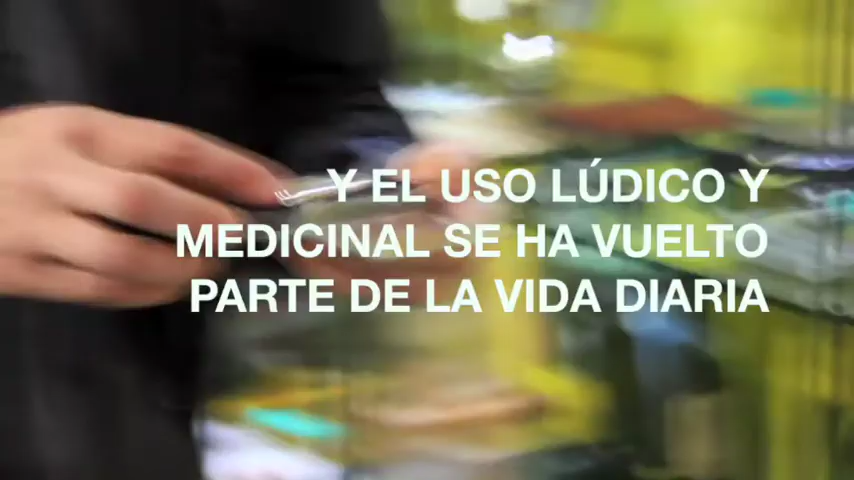 Y EL USO LÚDICO Y
MEDICINAL SE HA VUELTO
PARTE DE LA VIDA DIARIA